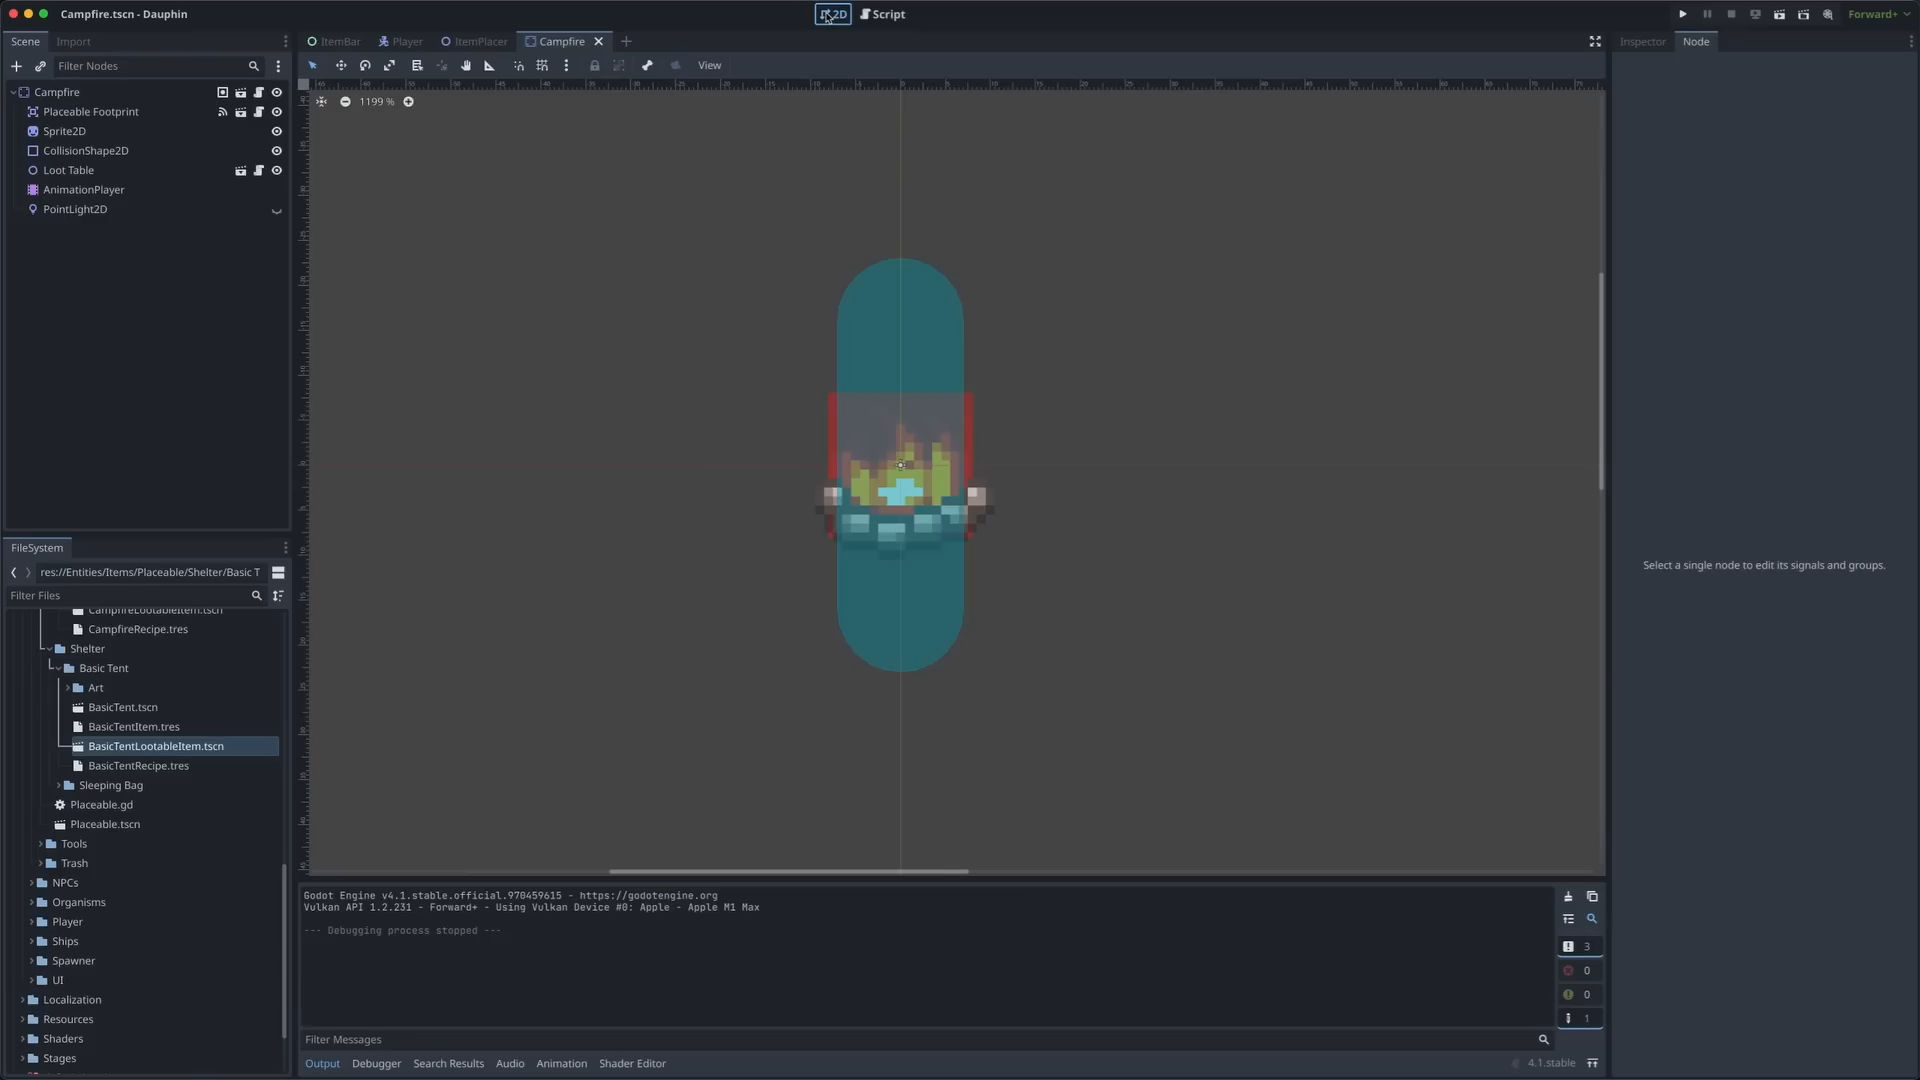 Campfire.tscn - Dauphin
2D
Script
Forward+
Scene
Import
ItemBar
Player
ItemPlacer
Campfire
Inspector
Node
Filter Nodes
View
Campfire
1199 %
Placeable Footprint
Sprite2D
CollisionShape2D
Loot Table
AnimationPlayer
PointLight2D
FileSystem
res://Entities/Items/Placeable/Shelter/Basic T
Filter Files
CampfireLootableItem.tscn
CampfireRecipe.tres
Shelter
Basic Tent
Art
BasicTent.tscn
BasicTentItem.tres
BasicTentLootableItem.tscn
BasicTentRecipe.tres
Sleeping Bag
Placeable.gd
Placeable.tscn
Tools
Trash
NPCs
Organisms
Player
Ships
Spawner
UI
Localization
Resources
Shaders
Stages
Select a single node to edit its signals and groups.
Godot Engine v4.1.stable.official.970459615 - https://godotengine.org
Vulkan API 1.2.231 - Forward+ - Using Vulkan Device #0: Apple - Apple M1 Max
--- Debugging process stopped ---
3
0
0
1
Filter Messages
Output
Debugger
Search Results
Audio
Animation
Shader Editor
4.1.stable